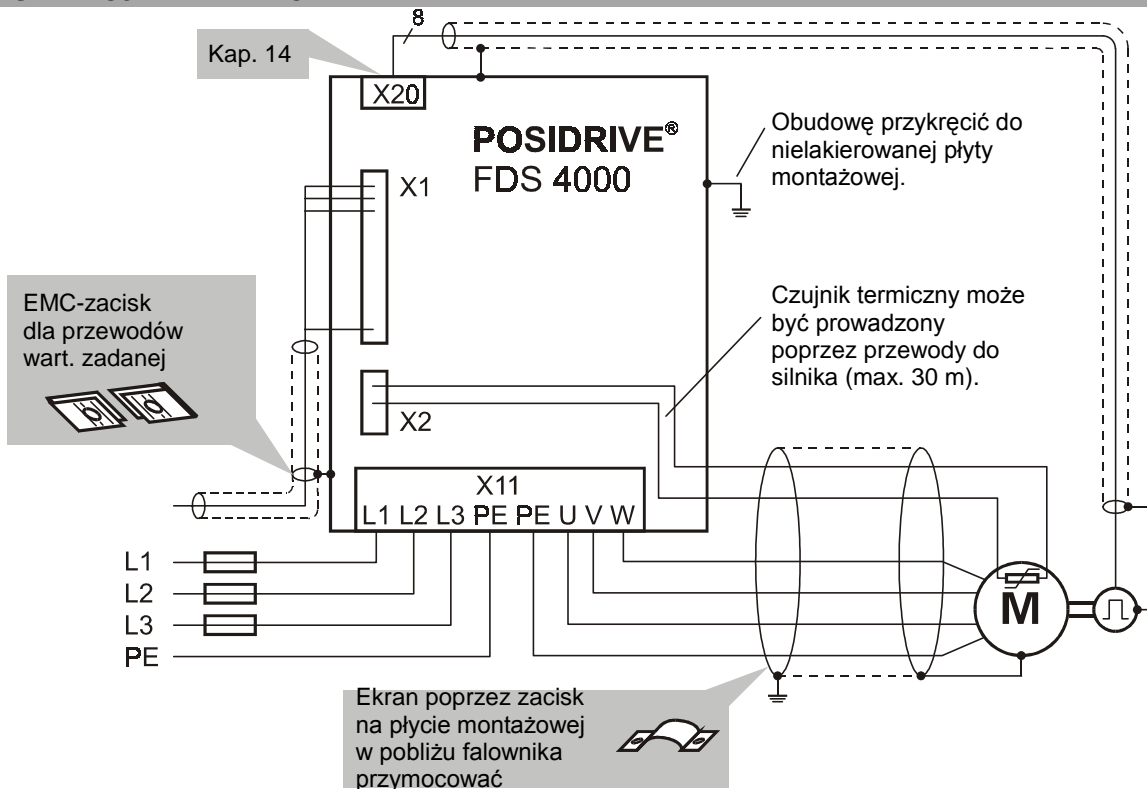 8
Kap. 14
X20
POSIDRIVE®
FDS 4000
Obudowę przykręcić do
nielakierowanej płyty
montażowej.
X1
EMC-zacisk
dla przewodów
wart. zadanej
Czujnik termiczny może
być prowadzony
poprzez przewody do
silnika (max. 30 m).
X2
X11
L1 L2 L3 PE PE U V W
L1
L2
L3
PE
M
Ekran poprzez zacisk
na płycie montażowej
w pobliżu falownika
przymocować